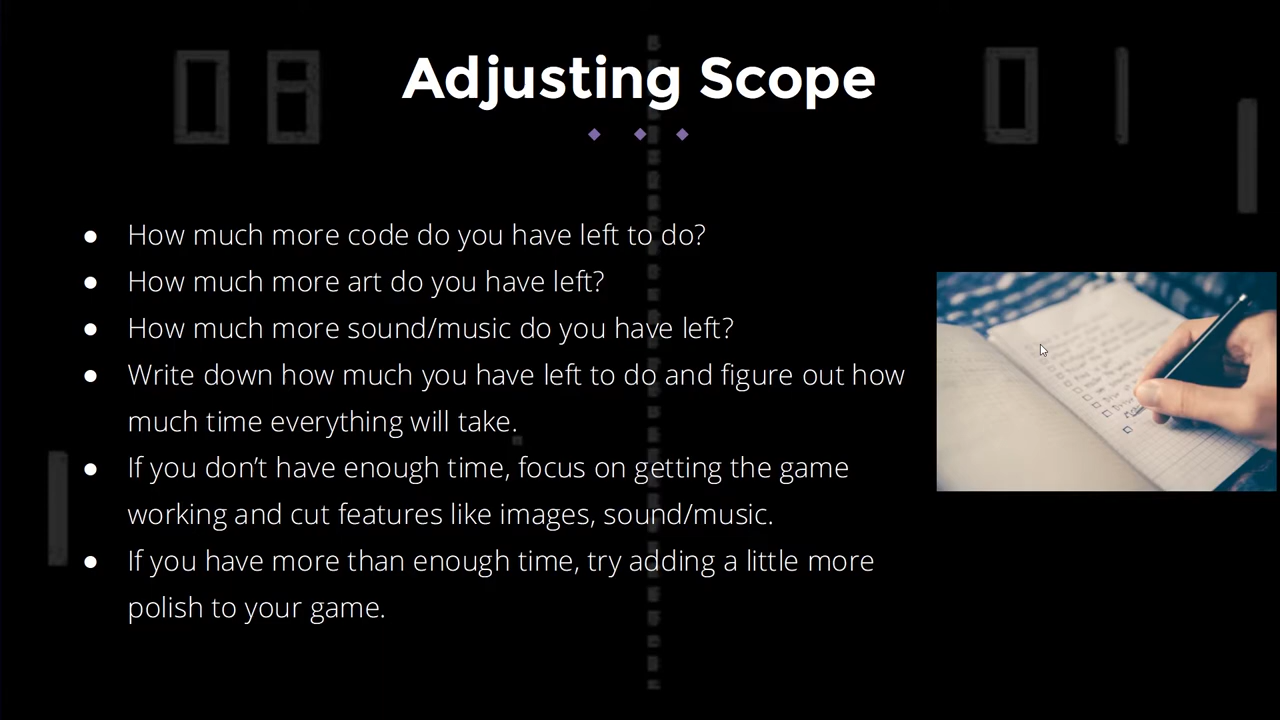 08 01
Adjusting Scope
● How much more code do you have left to do?
● How much more art do you have left?
● How much more sound/music do you have left?
● Write down how much you have left to do and figure out how
much time everything will take.
● If you don’t have enough time, focus on getting the game
working and cut features like images, sound/music.
● If you have more than enough time, try adding a little more
polish to your game.